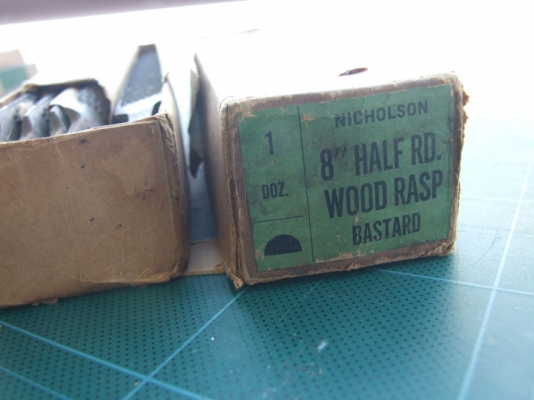 1
DOZ.
NICHOLSON
8" HALF RD.
WOOD RASP
BASTARD